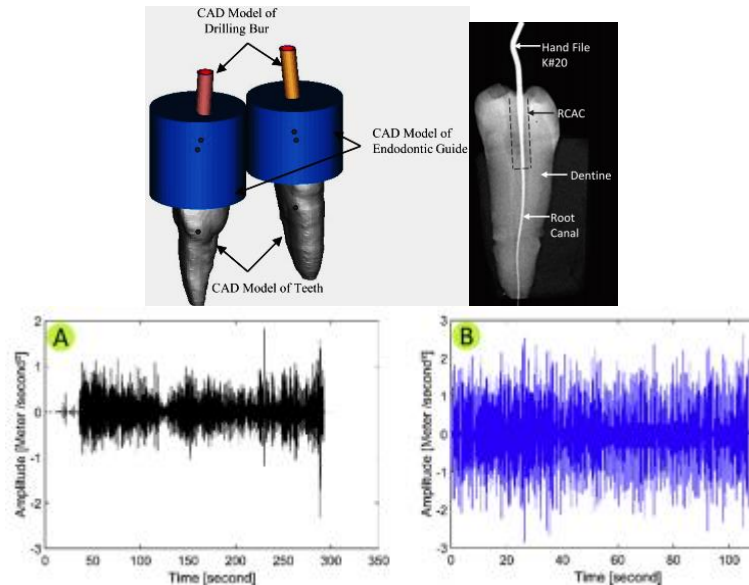 CAD Model of
Drilling Bur
CAD Model of
Endodontic Guide
CAD Model of Teeth
Hand File
K#20
RCAC
Dentine
Root
Canal
A
Amplitude [Meter /second²]
2
1
0
-1
-2
-3
0 50 100 150 200 250 300 350
Time [second]
B
Amplitude [Meter /second²]
3
2
1
0
-1
-2
-3
0 20 40 60 80 100
Time [second]